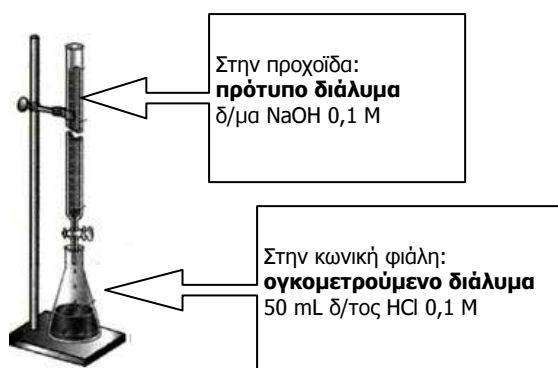 Στην προχοΐδα:
πρότυπο διάλυμα
δ/μα NaOH 0,1 M
Στην κωνική φιάλη:
ογκομετρούμενο διάλυμα
50 mL δ/τος HCl 0,1 M